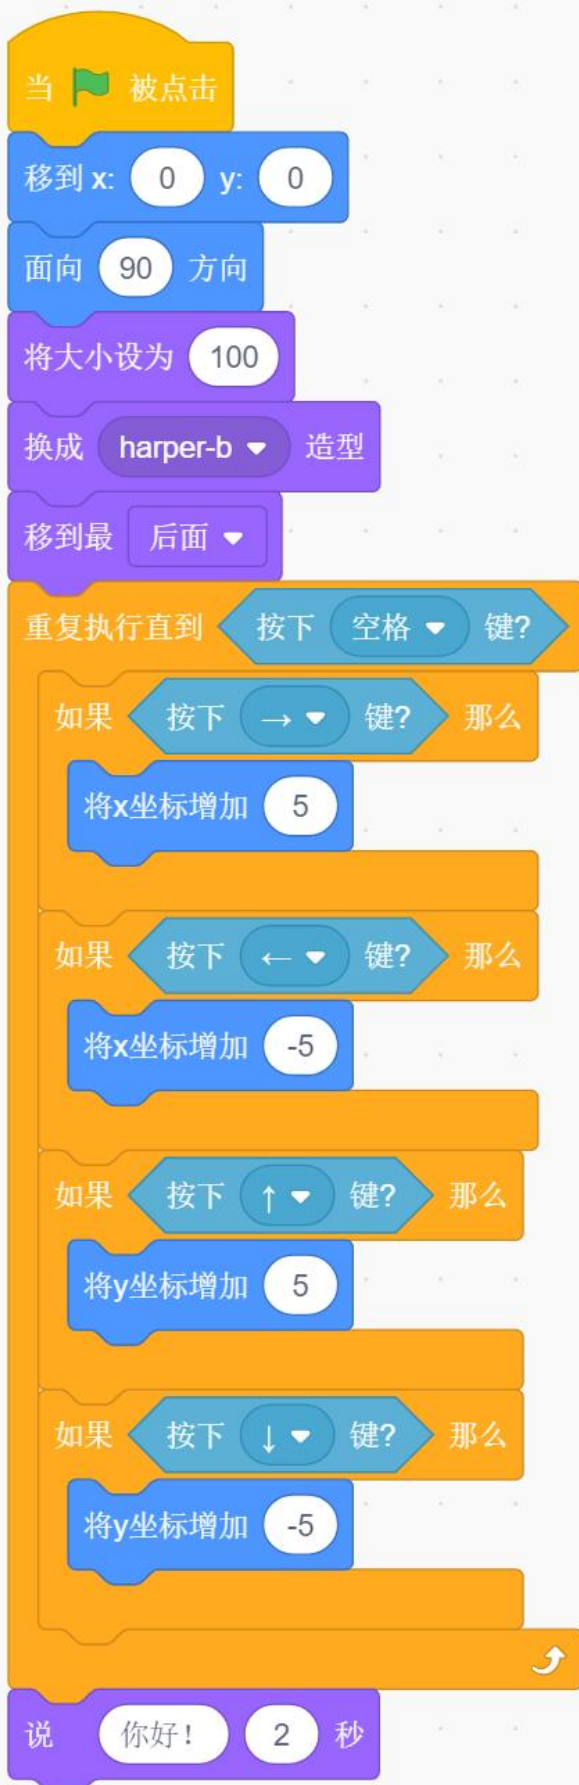 当 被点击
移到 x: 0 y: 0
面向 90 方向
将大小设为 100
换成 harper-b 造型
移到最 后面
重复执行直到 按下 空格 键?
如果 按下 → 键? 那么
将x坐标增加 5
如果 按下 ← 键? 那么
将x坐标增加 -5
如果 按下 ↑ 键? 那么
将y坐标增加 5
如果 按下 ↓ 键? 那么
将y坐标增加 -5
说 你好! 2 秒